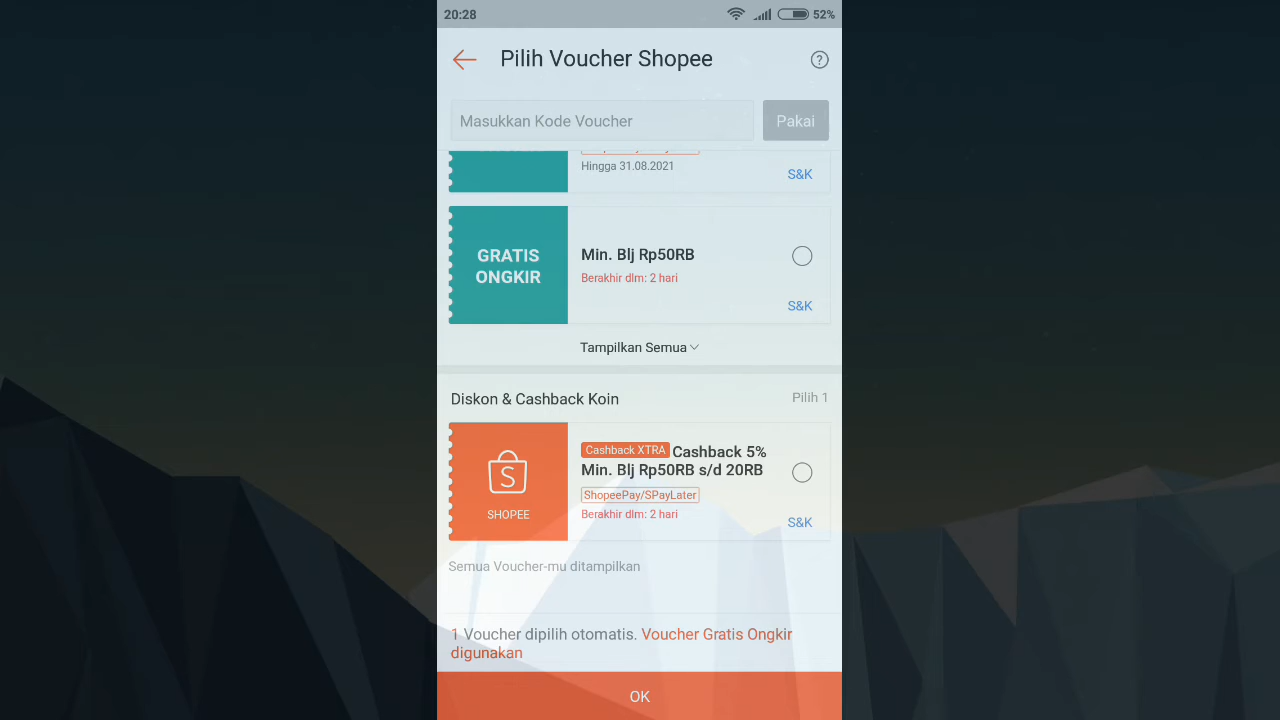 20:28
52%
Pilih Voucher Shopee
?
Masukkan Kode Voucher
Pakai
Hingga 31.08.2021
S&K
GRATIS
ONGKIR
Min. Blj Rp50RB
Berakhir dlm: 2 hari
S&K
Tampilkan Semua
Diskon & Cashback Koin
Pilih 1
S
SHOPEE
Cashback XTRA Cashback 5%
Min. Blj Rp50RB s/d 20RB
ShopeePay/SPayLater
Berakhir dlm: 2 hari
S&K
Semua Voucher-mu ditampilkan
1 Voucher dipilih otomatis. Voucher Gratis Ongkir
digunakan
OK